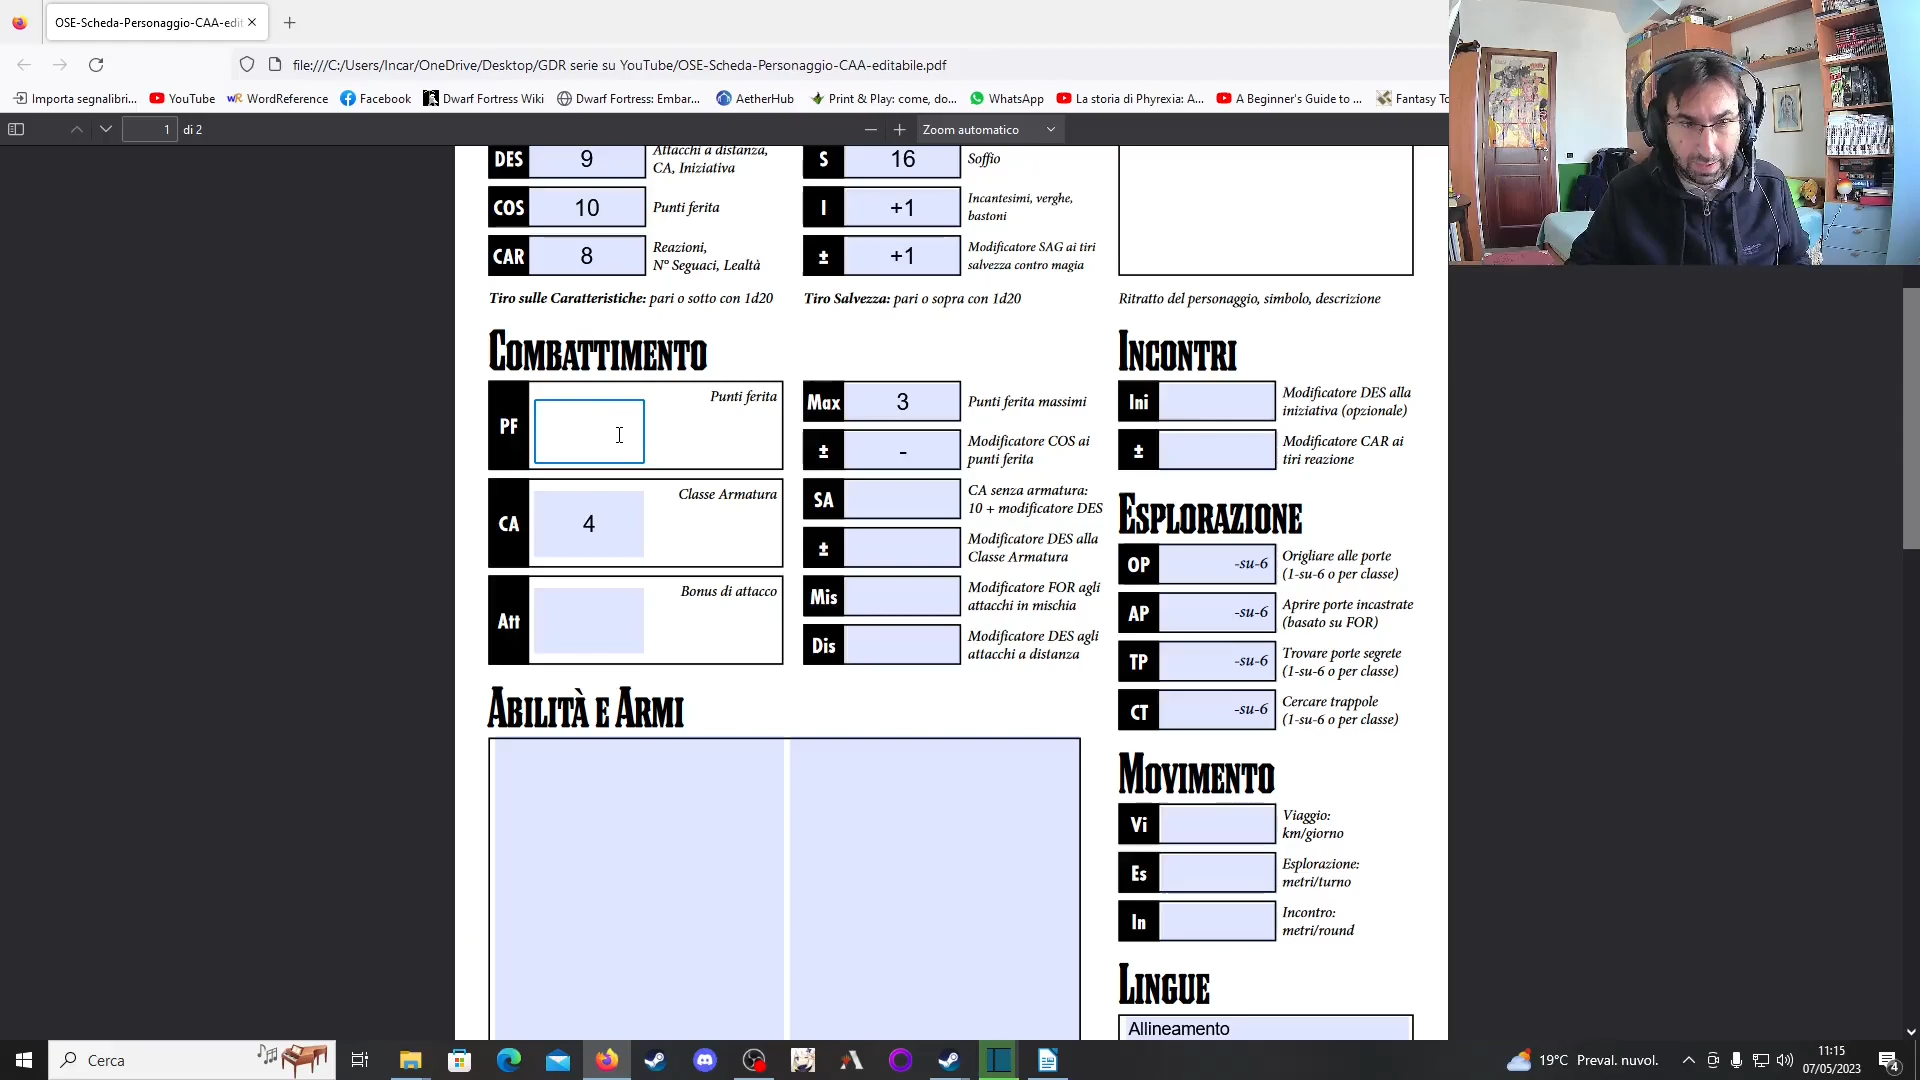 OSE-Scheda-Personaggio-CAA-edit
file:///C:/Users/Incar/OneDrive/Desktop/GDR serie su YouTube/OSE-Scheda-Personaggio-CAA-editabile.pdf
Importa segnalibri... YouTube WordReference Facebook Dwarf Fortress Wiki Dwarf Fortress: Embar... AetherHub Print & Play: come, do... WhatsApp La storia di Phyrexia: A... A Beginner's Guide to ... Fantasy To
1 di 2
Zoom automatico
DES 9 Attacchi a distanza,
CA, Iniziativa
S 16 Soffio
COS 10 Punti ferita
I +1 Incantesimi, verghe,
bastoni
CAR 8 Reazioni,
N° Seguaci, Lealtà
± +1 Modificatore SAG ai tiri
salvezza contro magia
Tiro sulle Caratteristiche: pari o sotto con 1d20
Tiro Salvezza: pari o sopra con 1d20
Ritratto del personaggio, simbolo, descrizione
Combattimento
PF Punti ferita
CA 4 Classe Armatura
Att Bonus di attacco
Max 3 Punti ferita massimi
± - Modificatore COS ai
punti ferita
SA CA senza armatura:
10 + modificatore DES
± Modificatore DES alla
Classe Armatura
Mis Modificatore FOR agli
attacchi in mischia
Dis Modificatore DES agli
attacchi a distanza
Incontri
Ini Modificatore DES alla
iniziativa (opzionale)
± Modificatore CAR ai
tiri reazione
Esplorazione
OP -su-6 Origliare alle porte
(1-su-6 o per classe)
AP -su-6 Aprire porte incastrate
(basato su FOR)
TP -su-6 Trovare porte segrete
(1-su-6 o per classe)
CT -su-6 Cercare trappole
(1-su-6 o per classe)
Abilità e Armi
Movimento
Vi Viaggio:
km/giorno
Es Esplorazione:
metri/turno
In Incontro:
metri/round
Lingue
Allineamento
Cerca
19°C Preval. nuvol.
11:15
07/05/2023
4